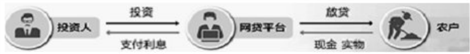 投资 放贷
投资人 网贷平台 农户
支付利息 现金 实物